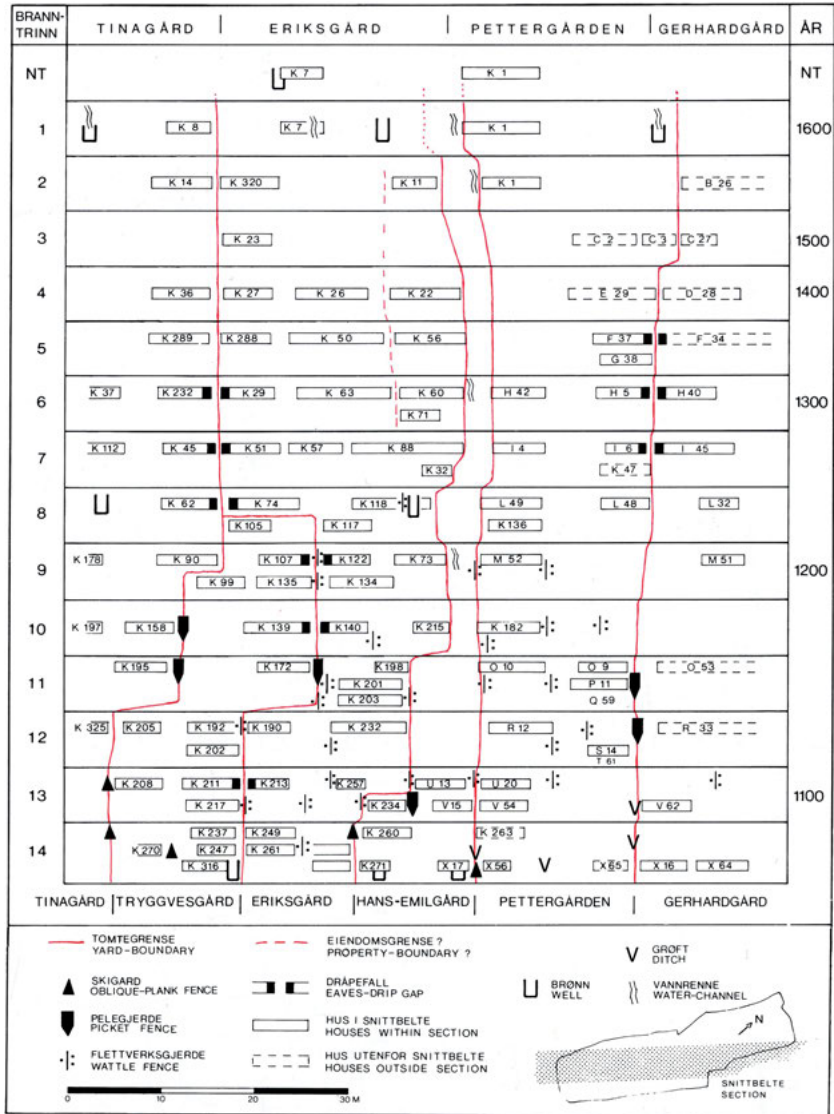 BRANN-
TRINN
TINAGÅRD ERIKSGÅRD PETTERGÅRDEN GERHARDGÅRD ÅR
NT K 7 K 1 NT
1 K 8 K 7 K 1 1600
2 K 14 K 320 K 11 K 1 B 26
3 K 23 C 2 C 3 C 27 1500
4 K 36 K 27 K 26 K 22 E 29 D 28 1400
5 K 289 K 288 K 50 K 56 F 37 F 34
G 38
6 K 37 K 232 K 29 K 63 K 60 H 42 H 5 H 40 1300
K 71
7 K 112 K 45 K 51 K 57 K 88 I 4 I 6 I 45
K 32 K 47
8 K 62 K 74 K 118 L 49 L 48 L 32
K 105 K 117 K 136
9 K 178 K 90 K 107 K 122 K 73 M 52 M 51 1200
K 99 K 135 K 134
10 K 197 K 158 K 139 K 140 K 215 K 182
11 K 195 K 172 K 198 O 10 O 9 O 53
K 201 P 11
K 203 Q 59
12 K 325 K 205 K 192 K 190 K 232 R 12 R 33
K 202 S 14
T 61
13 K 208 K 211 K 213 K 257 U 13 U 20 1100
K 217 K 234 V 15 V 54 V 62
14 K 237 K 249 K 260 K 263
K 270 K 247 K 261
K 316 K 271 X 17 X 56 X 65 X 16 X 64
TINAGÅRD TRYGGVESGÅRD ERIKSGÅRD HANS-EMILGÅRD PETTERGÅRDEN GERHARDGÅRD
TOMTEGRENSE
YARD-BOUNDARY
EIENDOMSGRENSE ?
PROPERTY-BOUNDARY ?
GRØFT
DITCH
SKIGARD
OBLIQUE-PLANK FENCE
DRÅPEFALL
EAVES-DRIP GAP
BRØNN
WELL
VANNRENNE
WATER-CHANNEL
PELEGJERDE
PICKET FENCE
HUS I SNITTBELTE
HOUSES WITHIN SECTION
N
FLETTVERKSGJERDE
WATTLE FENCE
HUS UTENFOR SNITTBELTE
HOUSES OUTSIDE SECTION
SNITTBELTE
SECTION
0 10 20 30 M